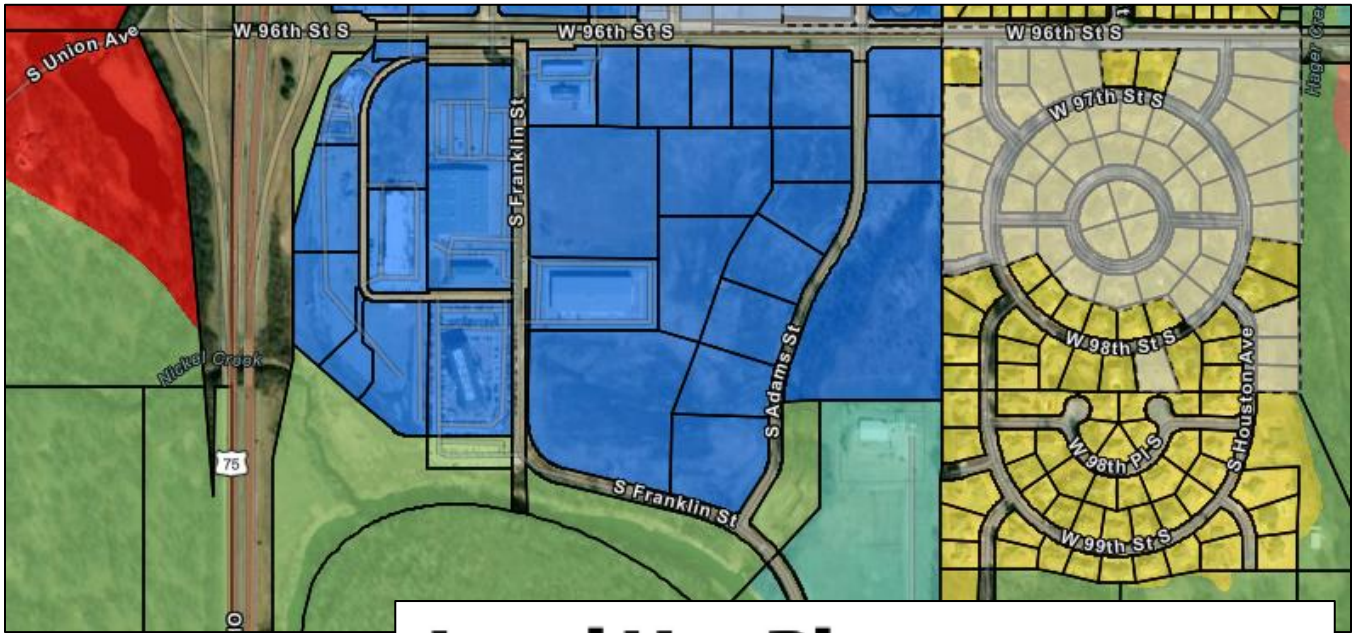 W 96th St S
W 96th St S
W 96th St S
S Union Ave
W 97th St S
S Franklin St
W 98th St S
S Adams St
Nickel Creek
S Houston Ave
W 98th Pl S
75
S Franklin St
W 99th St S